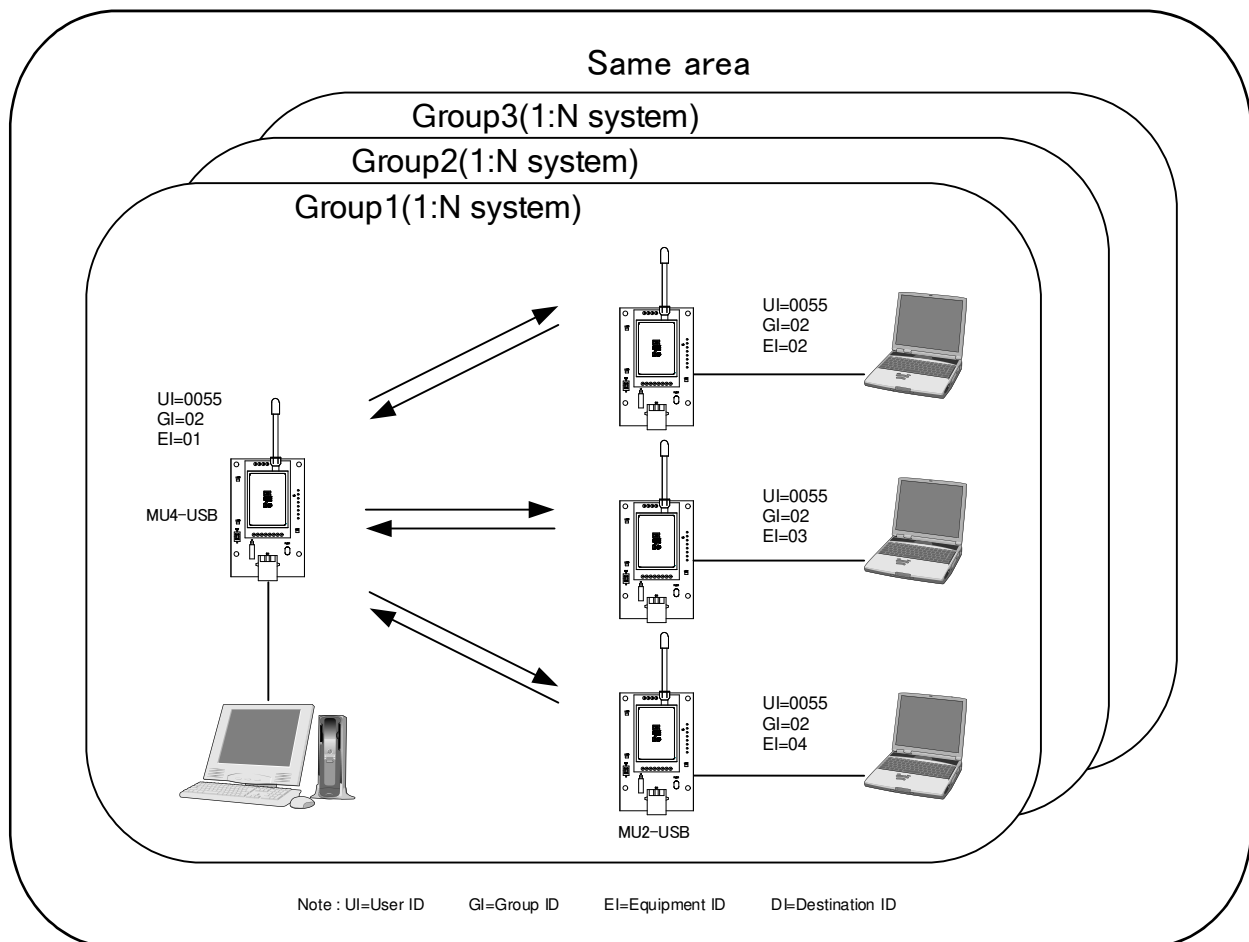 Same area
Group3(1:N system)
Group2(1:N system)
Group1(1:N system)
UI=0055
GI=02
EI=02
UI=0055
GI=02
EI=01
MU4-USB
UI=0055
GI=02
EI=03
UI=0055
GI=02
EI=04
MU2-USB
Note : UI=User ID GI=Group ID EI=Equipment ID DI=Destination ID